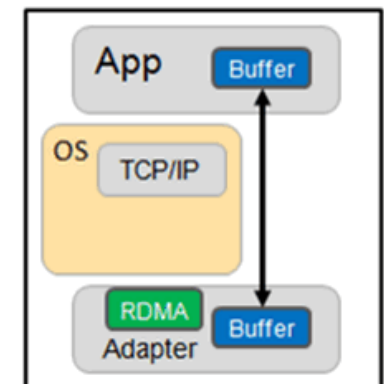 App
Buffer
OS
TCP/IP
RDMA
Buffer
Adapter